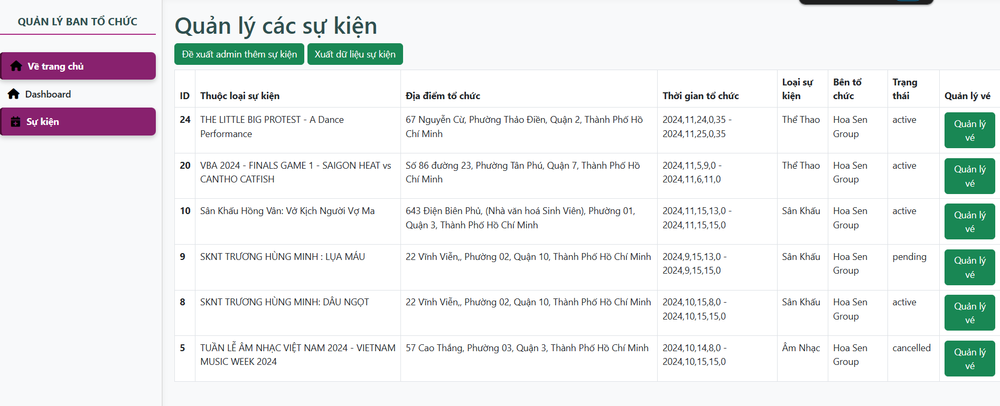 QUẢN LÝ BAN TỔ CHỨC
Về trang chủ
Dashboard
Sự kiện
Quản lý các sự kiện
Đề xuất admin thêm sự kiện
Xuất dữ liệu sự kiện
ID Thuộc loại sự kiện Địa điểm tổ chức Thời gian tổ chức Loại sự kiện Bên tổ chức Trạng thái Quản lý vé
24 THE LITTLE BIG PROTEST - A Dance Performance 67 Nguyễn Cừ, Phường Thảo Điền, Quận 2, Thành Phố Hồ Chí Minh 2024,11,24,0,35 - 2024,11,25,0,35 Thể Thao Hoa Sen Group active Quản lý vé
20 VBA 2024 - FINALS GAME 1 - SAIGON HEAT vs CANTHO CATFISH Số 86 đường 23, Phường Tân Phú, Quận 7, Thành Phố Hồ Chí Minh 2024,11,5,9,0 - 2024,11,6,11,0 Thể Thao Hoa Sen Group active Quản lý vé
10 Sân Khấu Hồng Vân: Vở Kịch Người Vợ Ma 643 Điện Biên Phủ, (Nhà văn hoá Sinh Viên), Phường 01, Quận 3, Thành Phố Hồ Chí Minh 2024,11,15,13,0 - 2024,11,15,15,0 Sân Khấu Hoa Sen Group active Quản lý vé
9 SKNT TRƯƠNG HÙNG MINH : LỤA MÁU 22 Vĩnh Viễn,, Phường 02, Quận 10, Thành Phố Hồ Chí Minh 2024,9,15,13,0 - 2024,9,15,15,0 Sân Khấu Hoa Sen Group pending Quản lý vé
8 SKNT TRƯƠNG HÙNG MINH: DÂU NGỌT 22 Vĩnh Viễn,, Phường 02, Quận 10, Thành Phố Hồ Chí Minh 2024,10,15,8,0 - 2024,10,15,15,0 Sân Khấu Hoa Sen Group active Quản lý vé
5 TUẦN LỄ ÂM NHẠC VIỆT NAM 2024 - VIETNAM MUSIC WEEK 2024 57 Cao Thắng, Phường 03, Quận 3, Thành Phố Hồ Chí Minh 2024,10,14,8,0 - 2024,10,15,15,0 Âm Nhạc Hoa Sen Group cancelled Quản lý vé